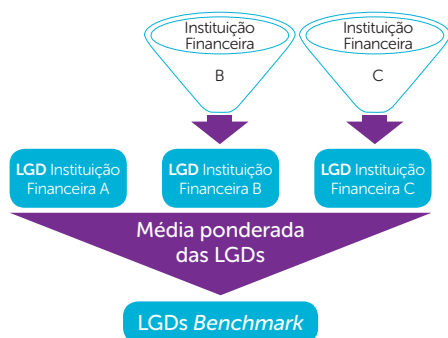 Instituição
Financeira
B
Instituição
Financeira
C
LGD Instituição
Financeira A
LGD Instituição
Financeira B
LGD Instituição
Financeira C
Média ponderada
das LGDs
LGDs Benchmark